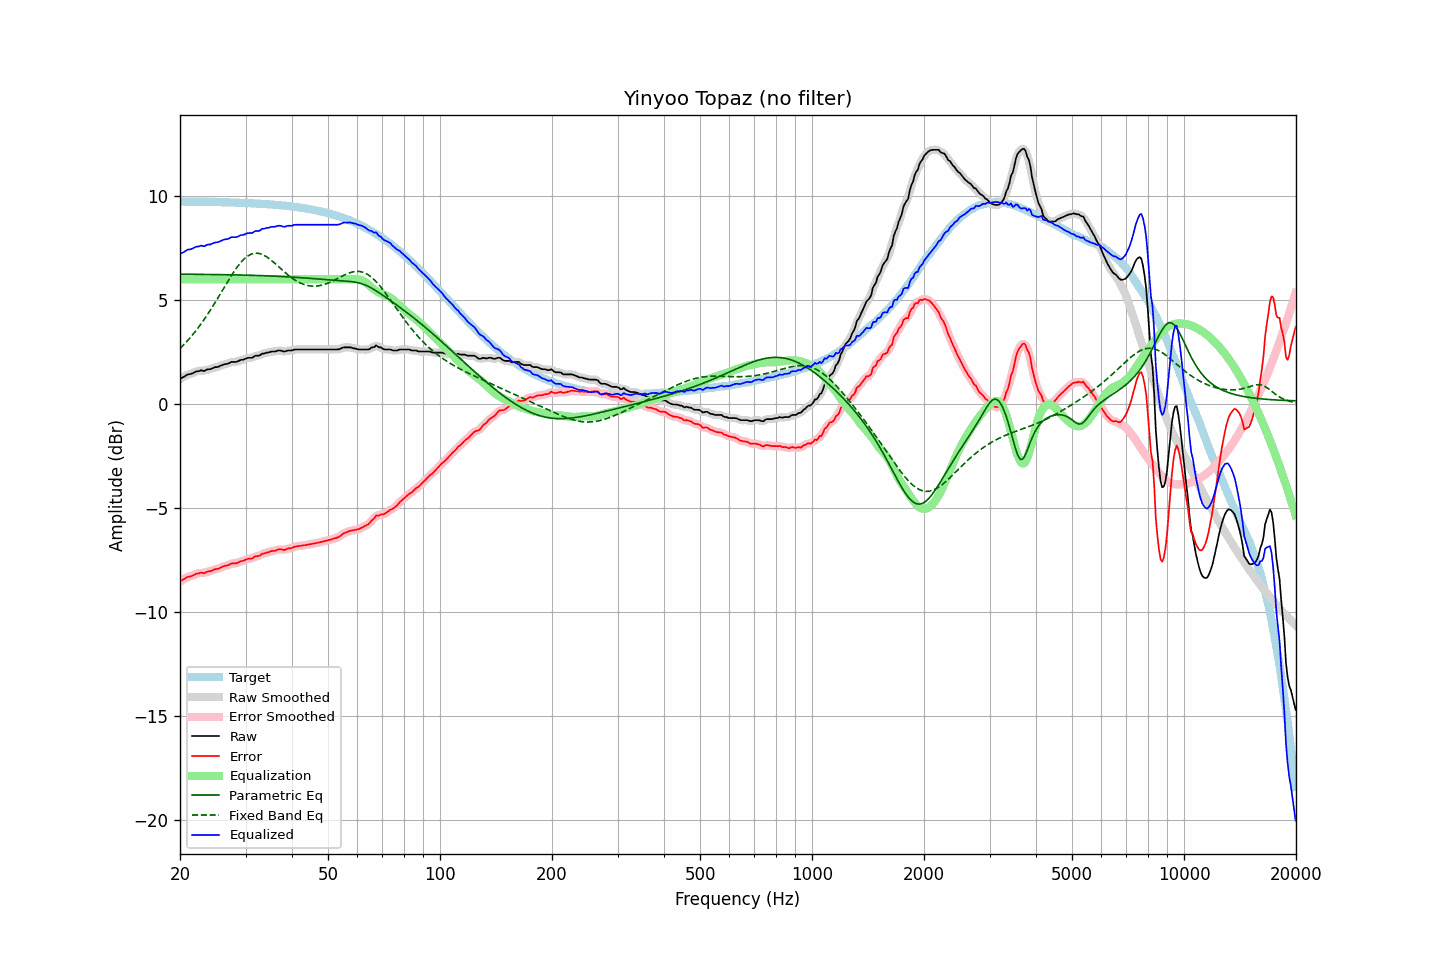 Yinyoo Topaz (no filter)
10
5
0
−5
−10
−15
−20
Amplitude (dBr)
Target
Raw Smoothed
Error Smoothed
Raw
Error
Equalization
Parametric Eq
Fixed Band Eq
Equalized
20 50 100 200 500 1000 2000 5000 10000 20000
Frequency (Hz)